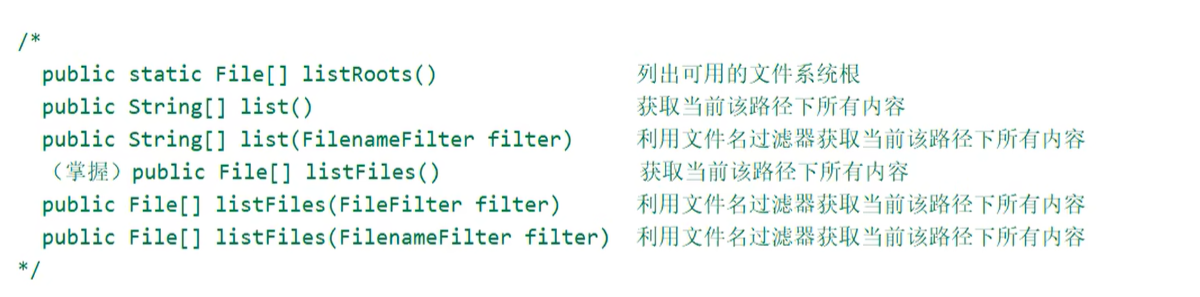 /*
public static File[] listRoots() 列出可用的文件系统根
public String[] list() 获取当前该路径下所有内容
public String[] list(FilenameFilter filter) 利用文件名过滤器获取当前该路径下所有内容
（掌握）public File[] listFiles() 获取当前该路径下所有内容
public File[] listFiles(FileFilter filter) 利用文件名过滤器获取当前该路径下所有内容
public File[] listFiles(FilenameFilter filter) 利用文件名过滤器获取当前该路径下所有内容
*/